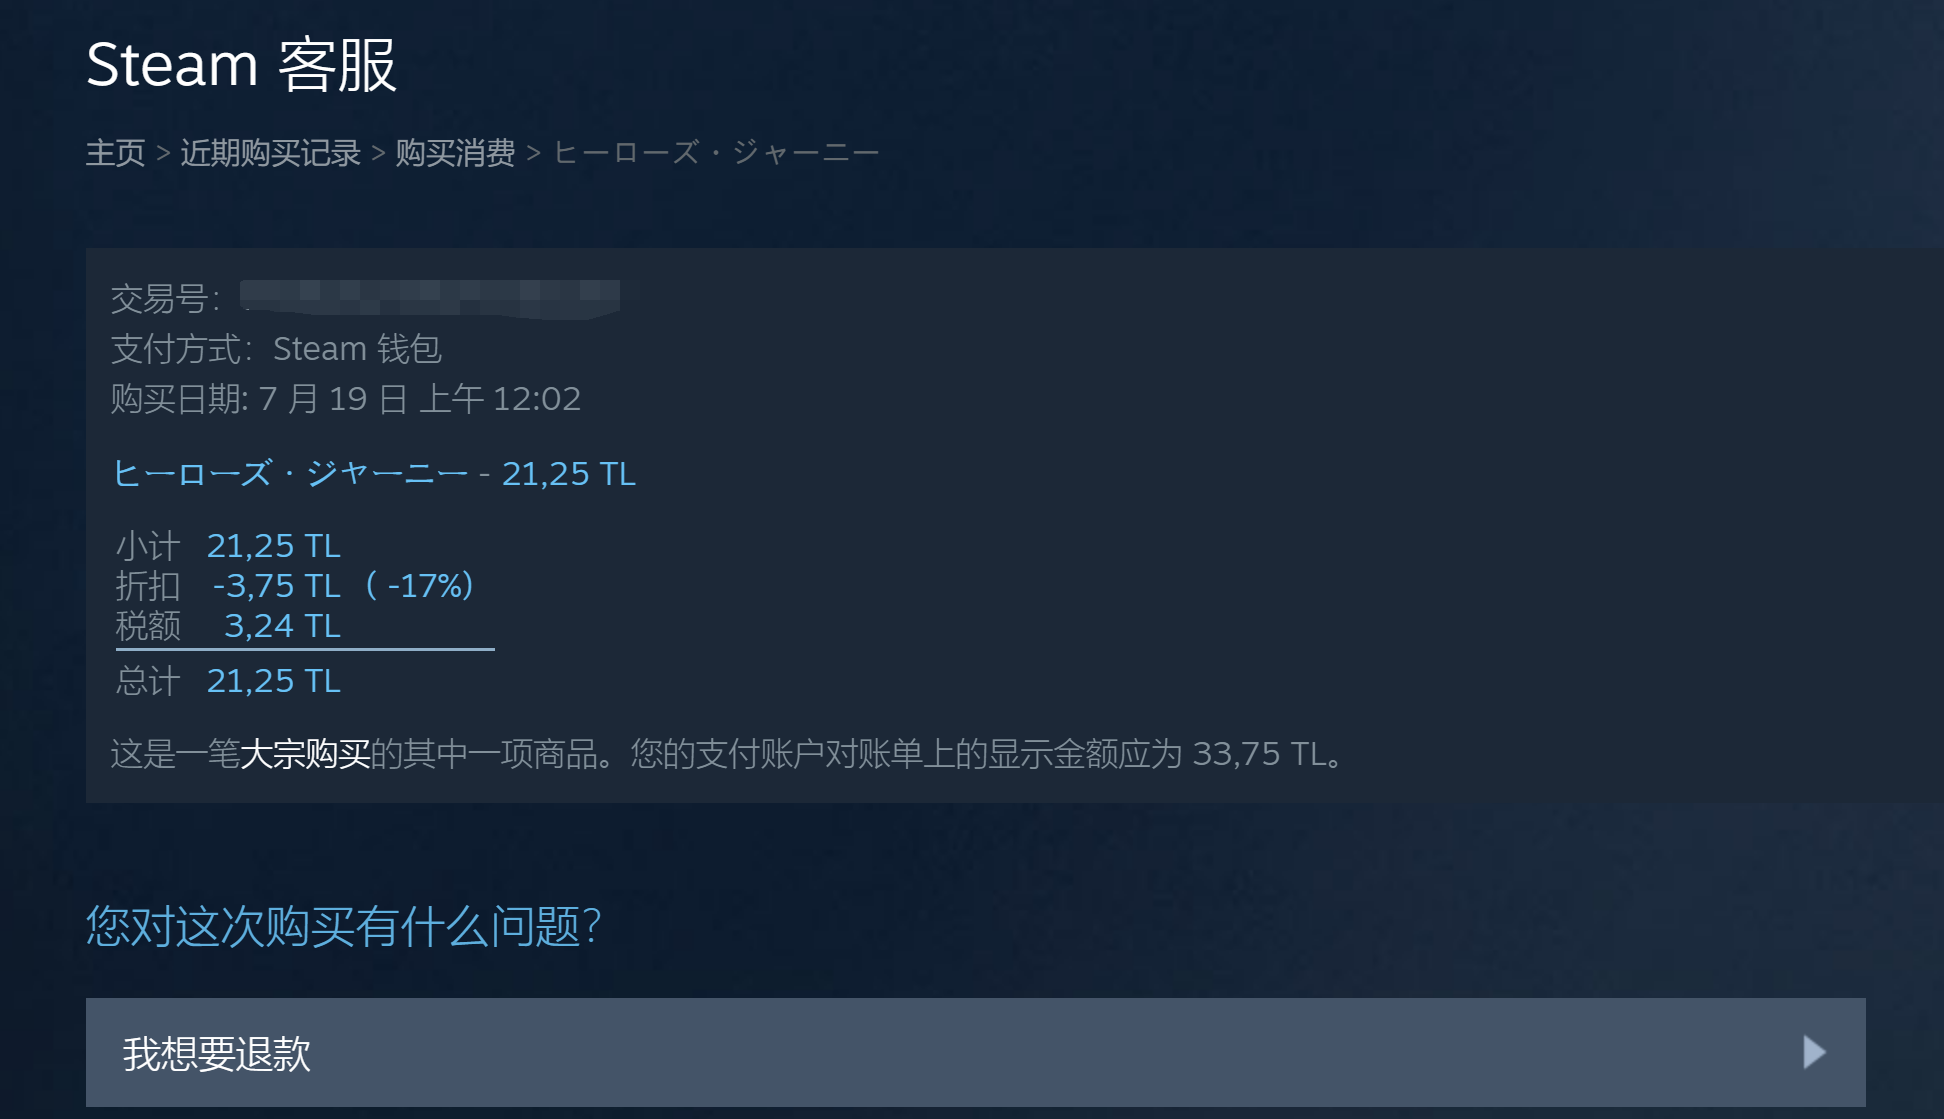 Steam 客服
主页 > 近期购买记录 > 购买消费 > ヒーローズ・ジャーニー
交易号：
支付方式：Steam 钱包
购买日期: 7 月 19 日 上午 12:02
ヒーローズ・ジャーニー - 21,25 TL
小计 21,25 TL
折扣 -3,75 TL ( -17%)
税额 3,24 TL
总计 21,25 TL
这是一笔大宗购买的其中一项商品。您的支付账户对账单上的显示金额应为 33,75 TL。
您对这次购买有什么问题？
我想要退款